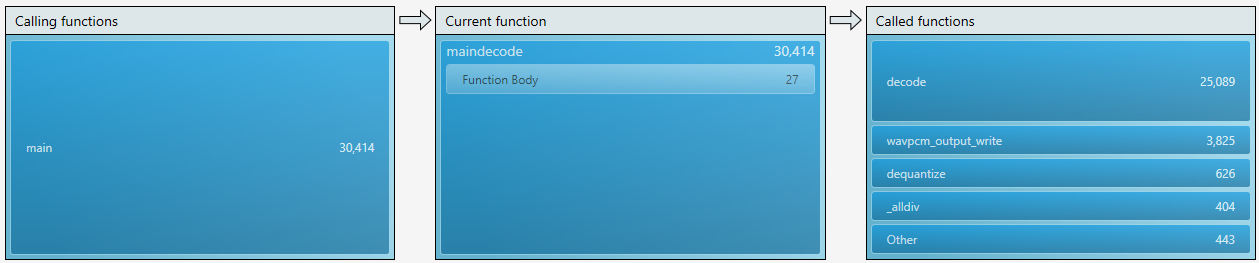 Calling functions
main 30,414
Current function
maindecode 30,414
Function Body 27
Called functions
decode 25,089
wavpcm_output_write 3,825
dequantize 626
_alldiv 404
Other 443